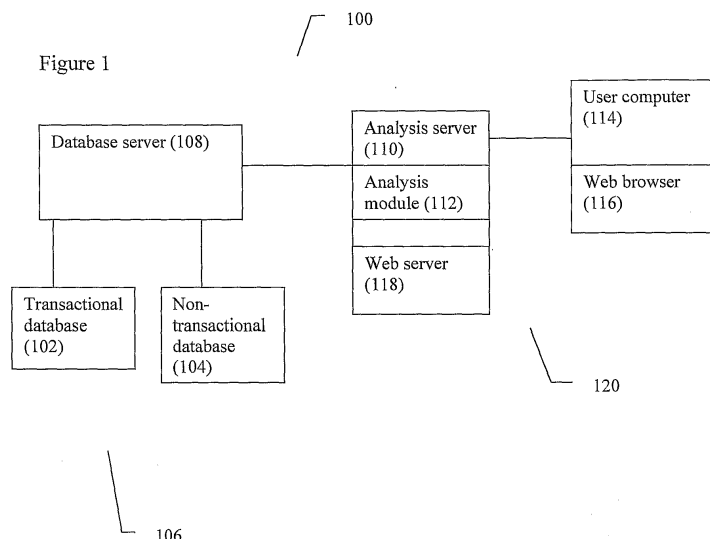 100
Figure 1
Database server (108)
Transactional
database
(102)
Non-
transactional
database
(104)
Analysis server
(110)
Analysis
module (112)
Web server
(118)
User computer
(114)
Web browser
(116)
120
106